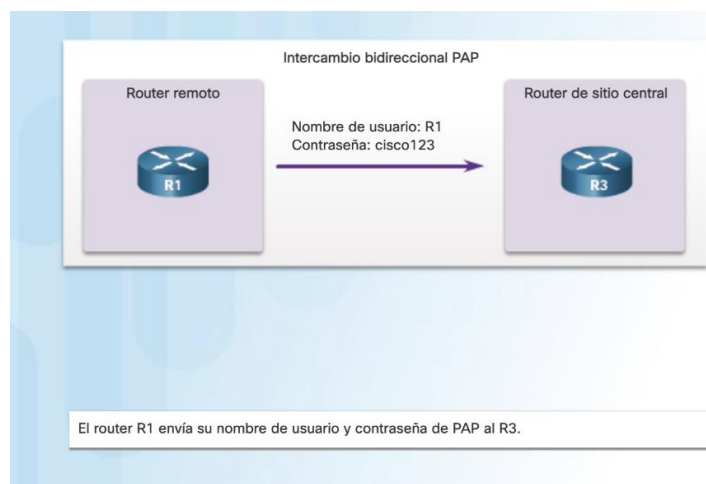 Intercambio bidireccional PAP
Router remoto
Router de sitio central
Nombre de usuario: R1
Contraseña: cisco123
R1
R3
El router R1 envía su nombre de usuario y contraseña de PAP al R3.